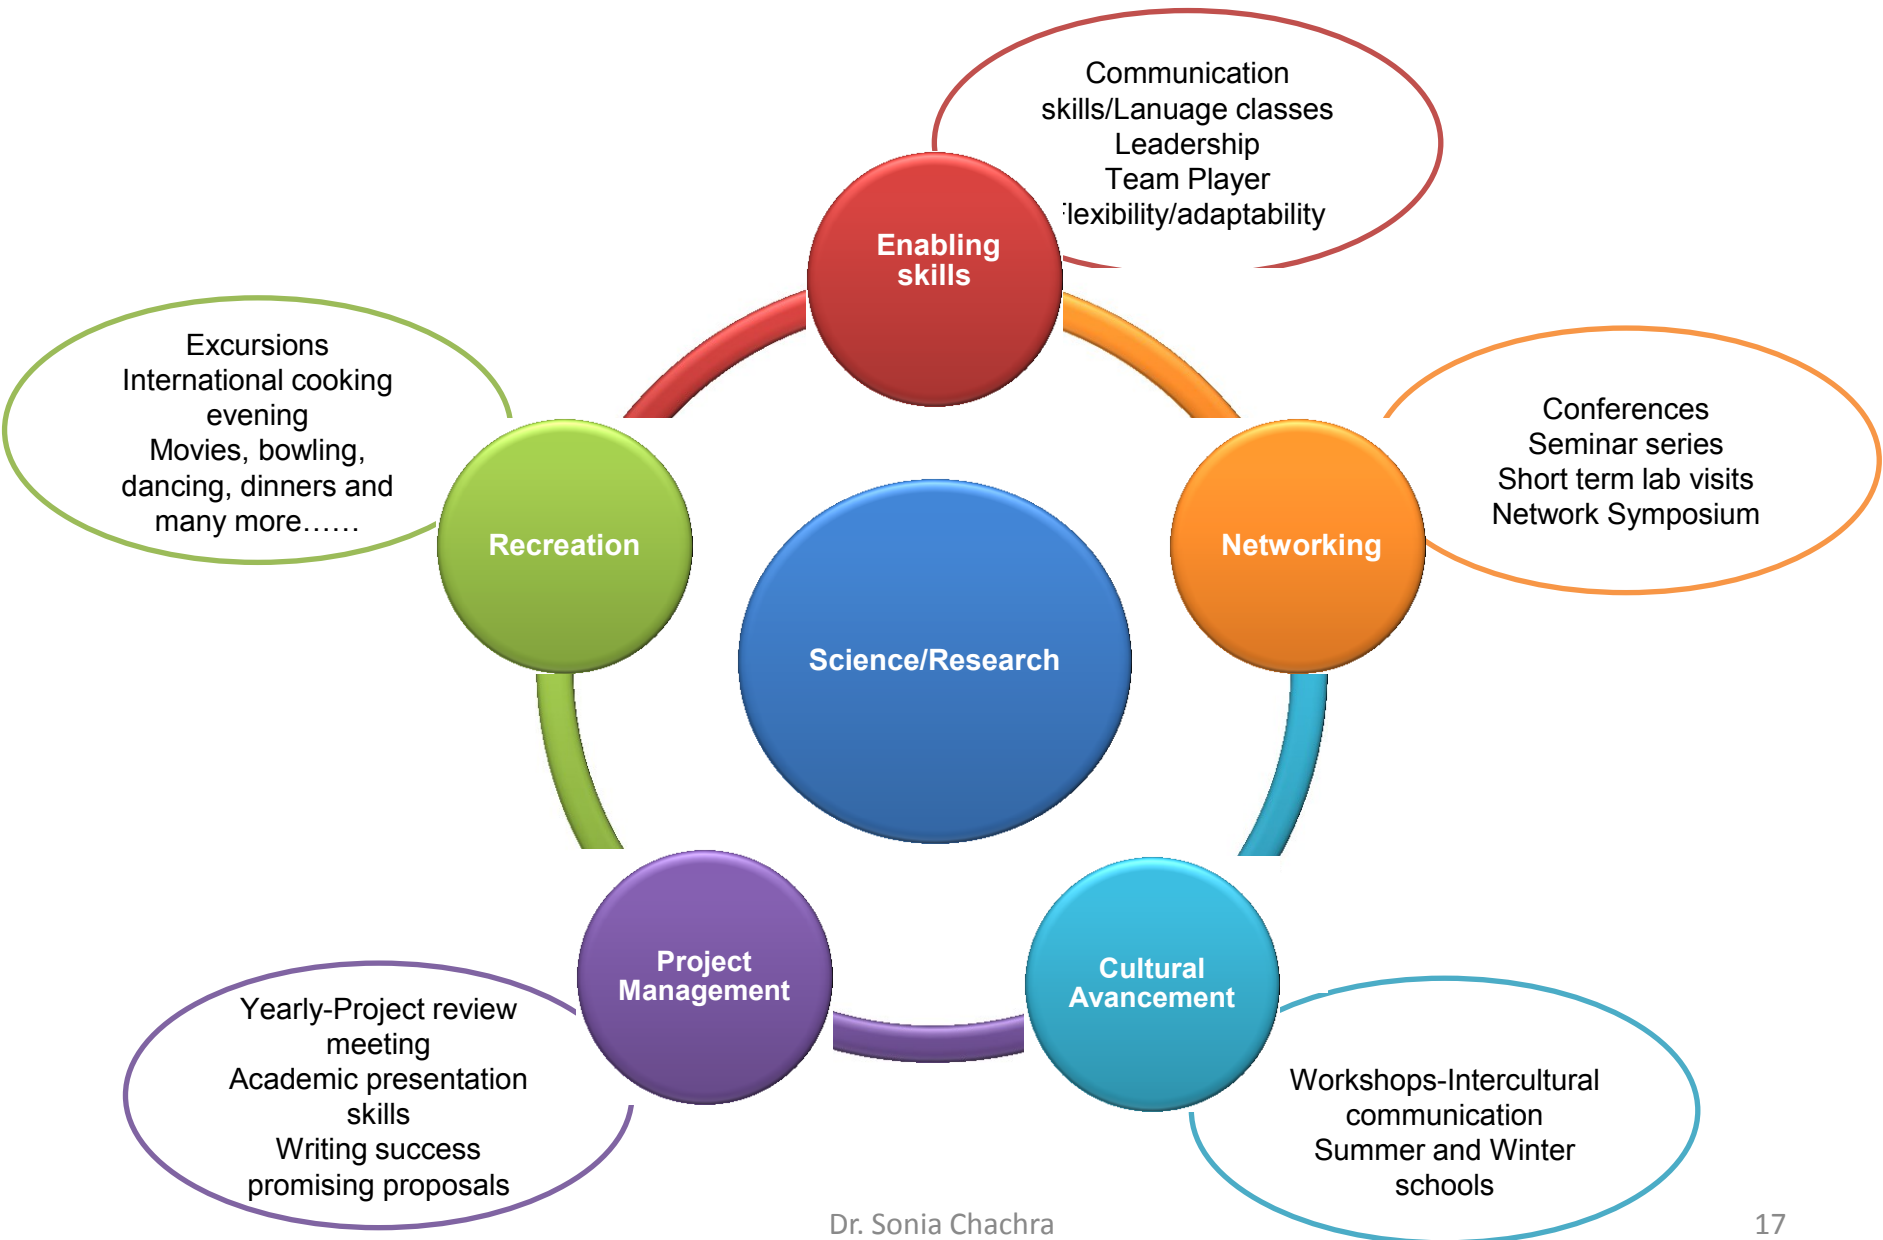 Communication
skills/Lanuage classes
Leadership
Team Player
lexibility/adaptability
Enabling
skills
Excursions
International cooking
evening
Movies, bowling,
dancing, dinners and
many more……
Recreation
Conferences
Seminar series
Short term lab visits
Network Symposium
Networking
Science/Research
Project
Management
Yearly-Project review
meeting
Academic presentation
skills
Writing success
promising proposals
Cultural
Avancement
Workshops-Intercultural
communication
Summer and Winter
schools
Dr. Sonia Chachra
17